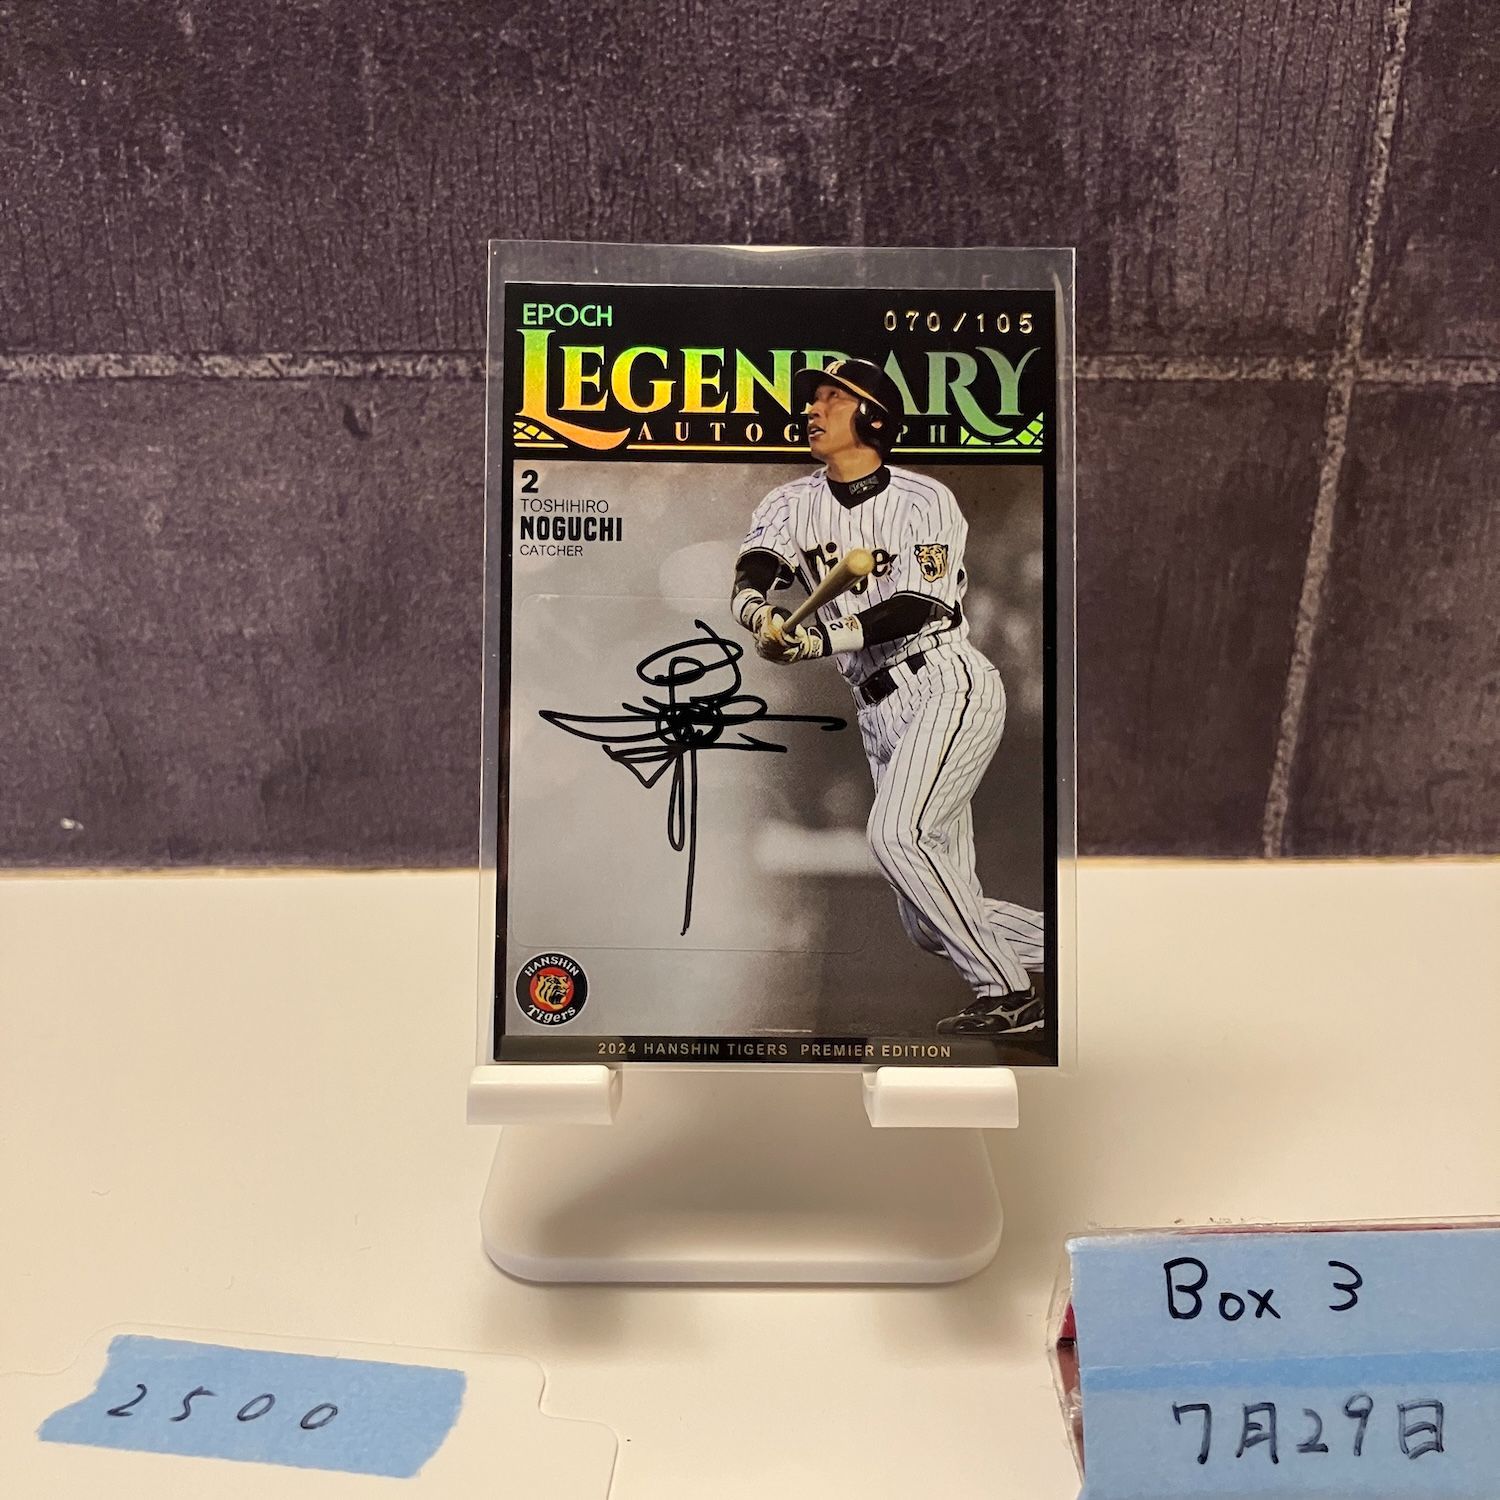 EPOCH
070/105
LEGENDARY
AUTOGRAPH
2
TOSHIHIRO
NOGUCHI
CATCHER
Tige
HANSHIN
Tigers
2024 HANSHIN TIGERS PREMIER EDITION
2500
Box 3
7月29日